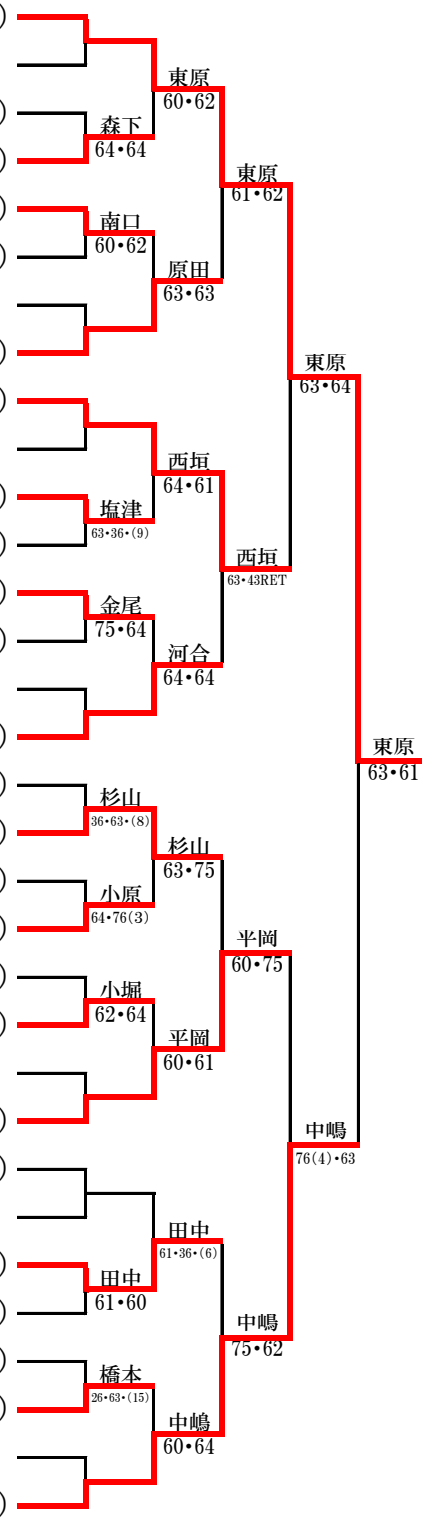 )
東原
60•62
)
森下
64•64
)
東原
61•62
)
南口
60•62
)
原田
63•63
)
東原
63•64
)
西垣
64•61
)
塩津
63•36•(9)
)
西垣
63•43RET
)
金尾
75•64
)
河合
64•64
)
東原
63•61
)
杉山
36•63•(8)
)
杉山
63•75
)
小原
64•76(3)
)
平岡
60•75
)
小堀
62•64
)
平岡
60•61
)
中嶋
76(4)•63
)
田中
61•36•(6)
)
田中
61•60
)
中嶋
75•62
)
橋本
26•63•(15)
)
中嶋
60•64
)